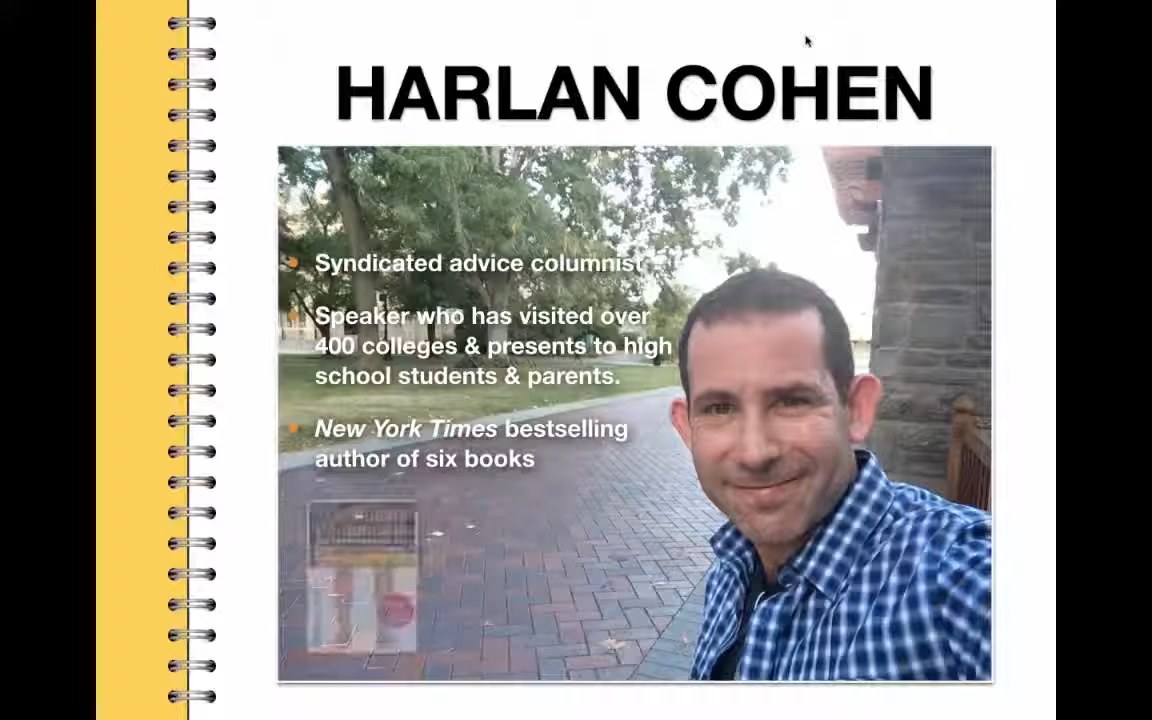 HARLAN COHEN
Syndicated advice columnist
Speaker who has visited over
400 colleges & presents to high
school students & parents.
New York Times bestselling
author of six books